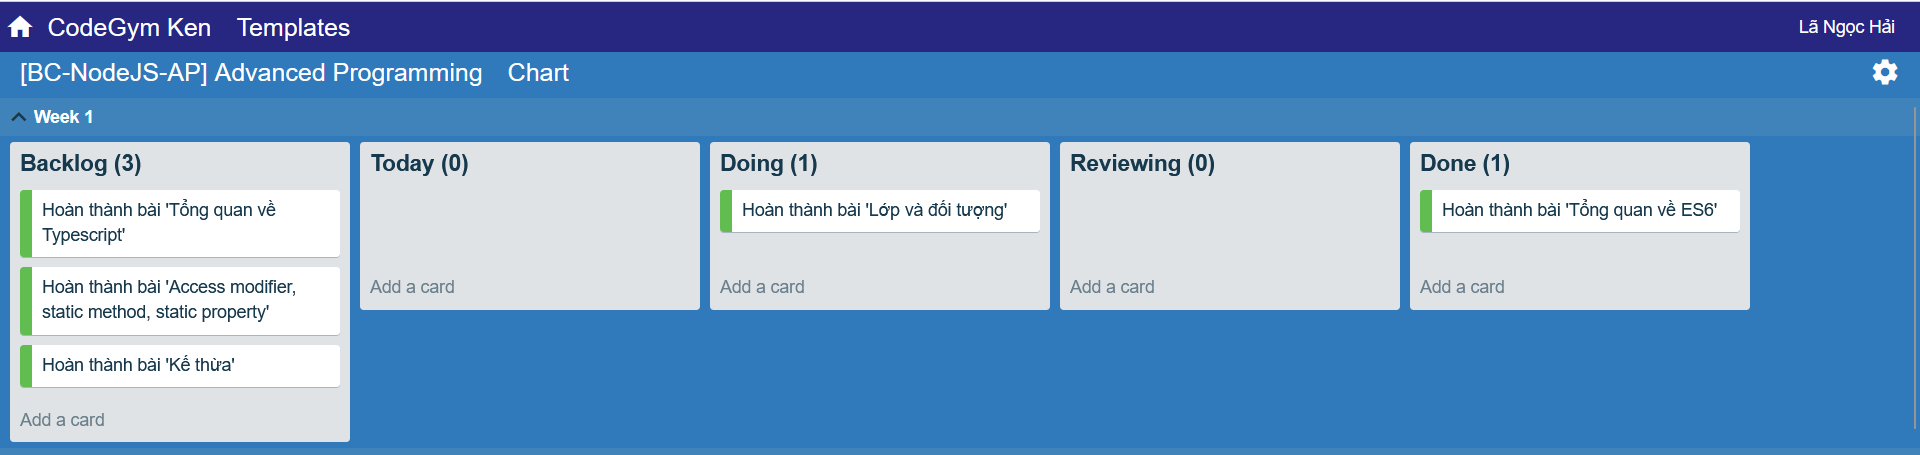 CodeGym Ken Templates Lã Ngọc Hải
[BC-NodeJS-AP] Advanced Programming Chart
Week 1
Backlog (3)
Hoàn thành bài 'Tổng quan về
Typescript'
Hoàn thành bài 'Access modifier,
static method, static property'
Hoàn thành bài 'Kế thừa'
Add a card
Today (0)
Add a card
Doing (1)
Hoàn thành bài 'Lớp và đối tượng'
Add a card
Reviewing (0)
Add a card
Done (1)
Hoàn thành bài 'Tổng quan về ES6'
Add a card